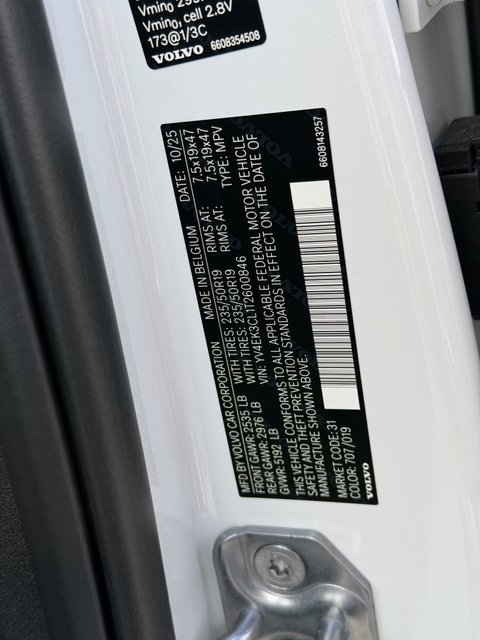 Vmino, cell 2.8V
173@1/3C
VOLVO 6608354508
MFD BY VOLVO CAR CORPORATION MADE IN BELGIUM DATE: 10/25
FRONT GAWR: 2535 LB WITH TIRES: 235/50R19 RIMS AT: 7.5x19x47
REAR GAWR: 2976 LB WITH TIRES: 235/50R19 RIMS AT: 7.5x19x47
GVWR: 5192 LB VIN: YV4EK3CL1T2600846 TYPE: MPV
THIS VEHICLE CONFORMS TO ALL APPLICABLE FEDERAL MOTOR VEHICLE
SAFETY AND THEFT PREVENTION STANDARDS IN EFFECT ON THE DATE OF
MANUFACTURE SHOWN ABOVE.
MARKET CODE: 31
COLOR: 707/019
VOLVO
6608143257